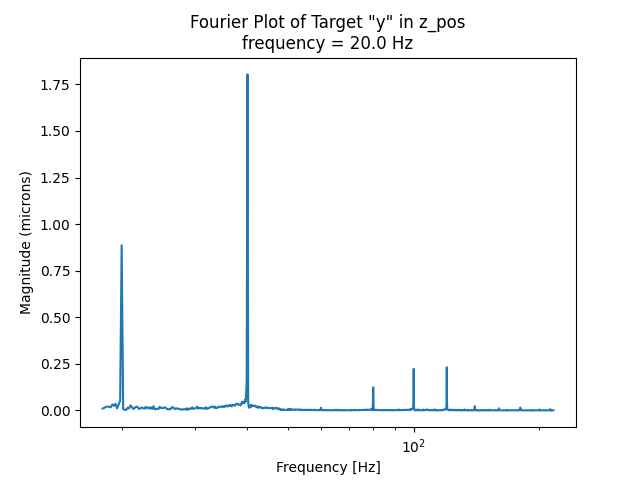 Fourier Plot of Target "y" in z_pos
frequency = 20.0 Hz
1.75
1.50
1.25
1.00
0.75
0.50
0.25
0.00
Magnitude (microns)
10²
Frequency [Hz]